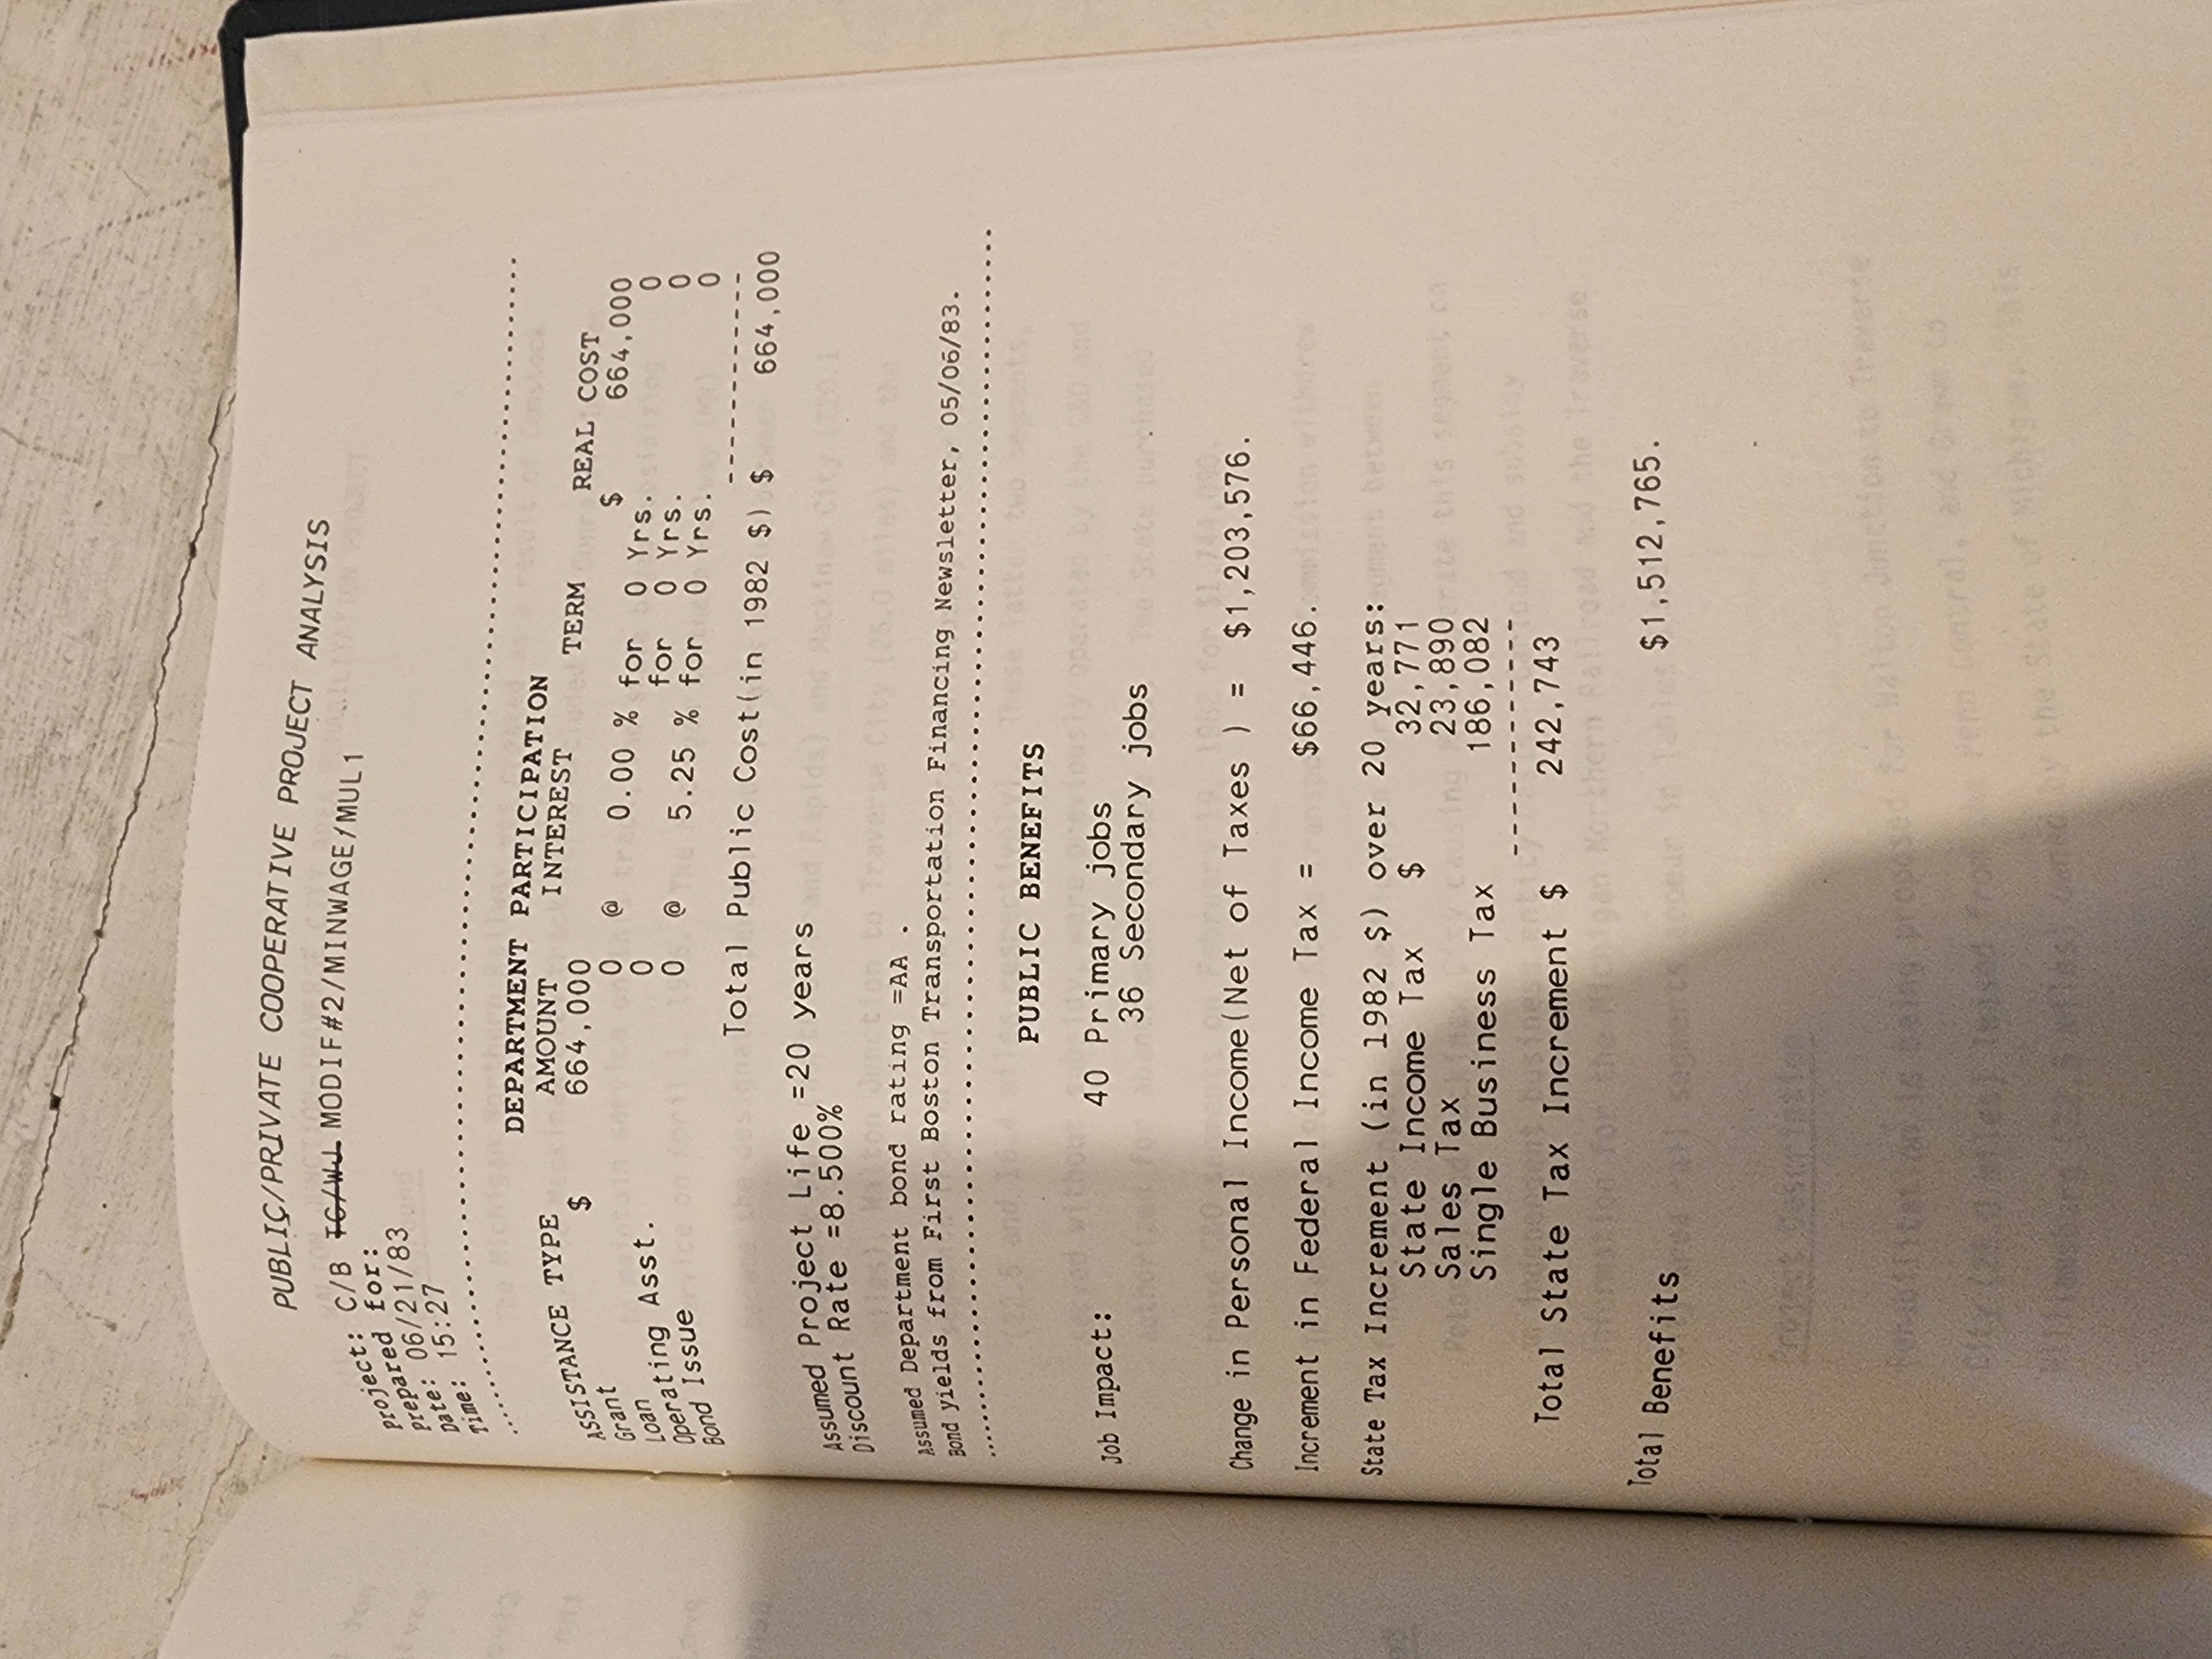 PUBLIC/PRIVATE COOPERATIVE PROJECT ANALYSIS
Project: C/B TC/WJ MODIF#2/MINWAGE/MUL1
Prepared for:
Prepared 06/21/83
Date: 15:27
Time:
DEPARTMENT PARTICIPATION
ASSISTANCE TYPE AMOUNT INTEREST TERM REAL COST
Grant $ 664,000 $ 664,000
Loan 0 @ 0.00 % for 0 Yrs. 0
Operating Asst. 0 for 0 Yrs. 0
Bond Issue 0 @ 5.25 % for 0 Yrs. 0
----------
Total Public Cost(in 1982 $) $ 664,000
Assumed Project Life =20 years
Discount Rate =8.500%
Assumed Department bond rating =AA .
Bond yields from First Boston Transportation Financing Newsletter, 05/06/83.
PUBLIC BENEFITS
Job Impact: 40 Primary jobs
36 Secondary jobs
Change in Personal Income(Net of Taxes ) = $1,203,576.
Increment in Federal Income Tax = $66,446.
State Tax Increment (in 1982 $) over 20 years:
State Income Tax $ 32,771
Sales Tax 23,890
Single Business Tax 186,082
-----------
Total State Tax Increment $ 242,743
Total Benefits $1,512,765.